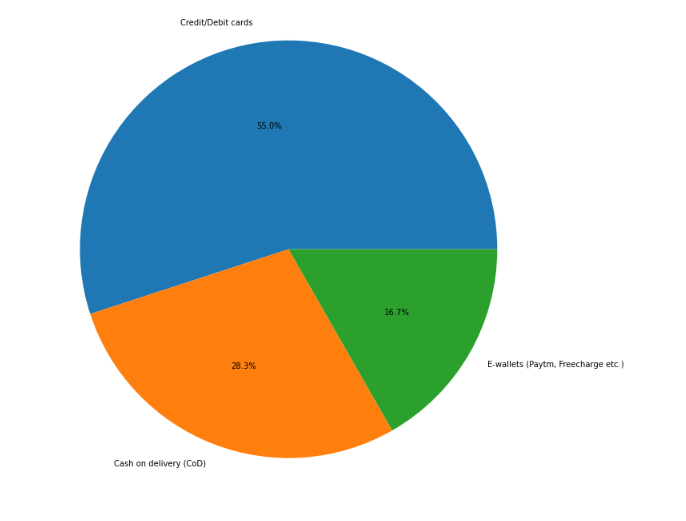 Credit/Debit cards
55.0%
16.7%
28.3%
E-wallets (Paytm, Freecharge etc.)
Cash on delivery (CoD)